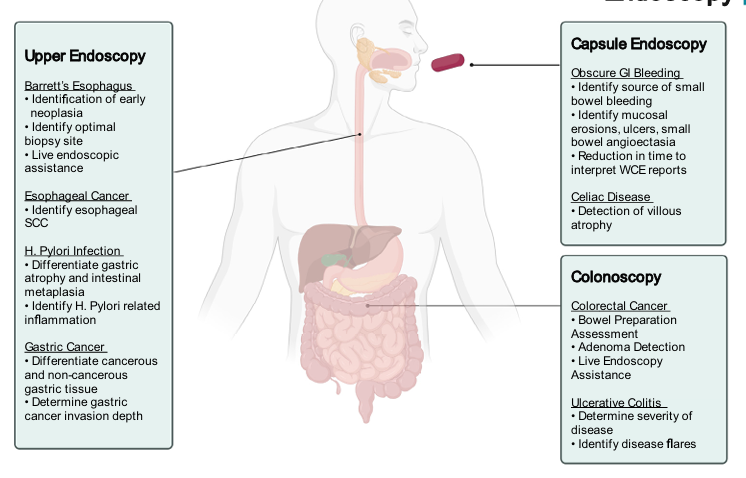 Endoscopy
Upper Endoscopy
Barrett's Esophagus
• Identification of early
neoplasia
• Identify optimal
biopsy site
• Live endoscopic
assistance
Esophageal Cancer
• Identify esophageal
SCC
H. Pylori Infection
• Differentiate gastric
atrophy and intestinal
metaplasia
• Identify H. Pylori related
inflammation
Gastric Cancer
• Differentiate cancerous
and non-cancerous
gastric tissue
• Determine gastric
cancer invasion depth
Capsule Endoscopy
Obscure GI Bleeding
• Identify source of small
bowel bleeding
• Identify mucosal
erosions, ulcers, small
bowel angioectasia
• Reduction in time to
interpret WCE reports
Celiac Disease
• Detection of villous
atrophy
Colonoscopy
Colorectal Cancer
• Bowel Preparation
Assessment
• Adenoma Detection
• Live Endoscopy
Assistance
Ulcerative Colitis
• Determine severity of
disease
• Identify disease flares